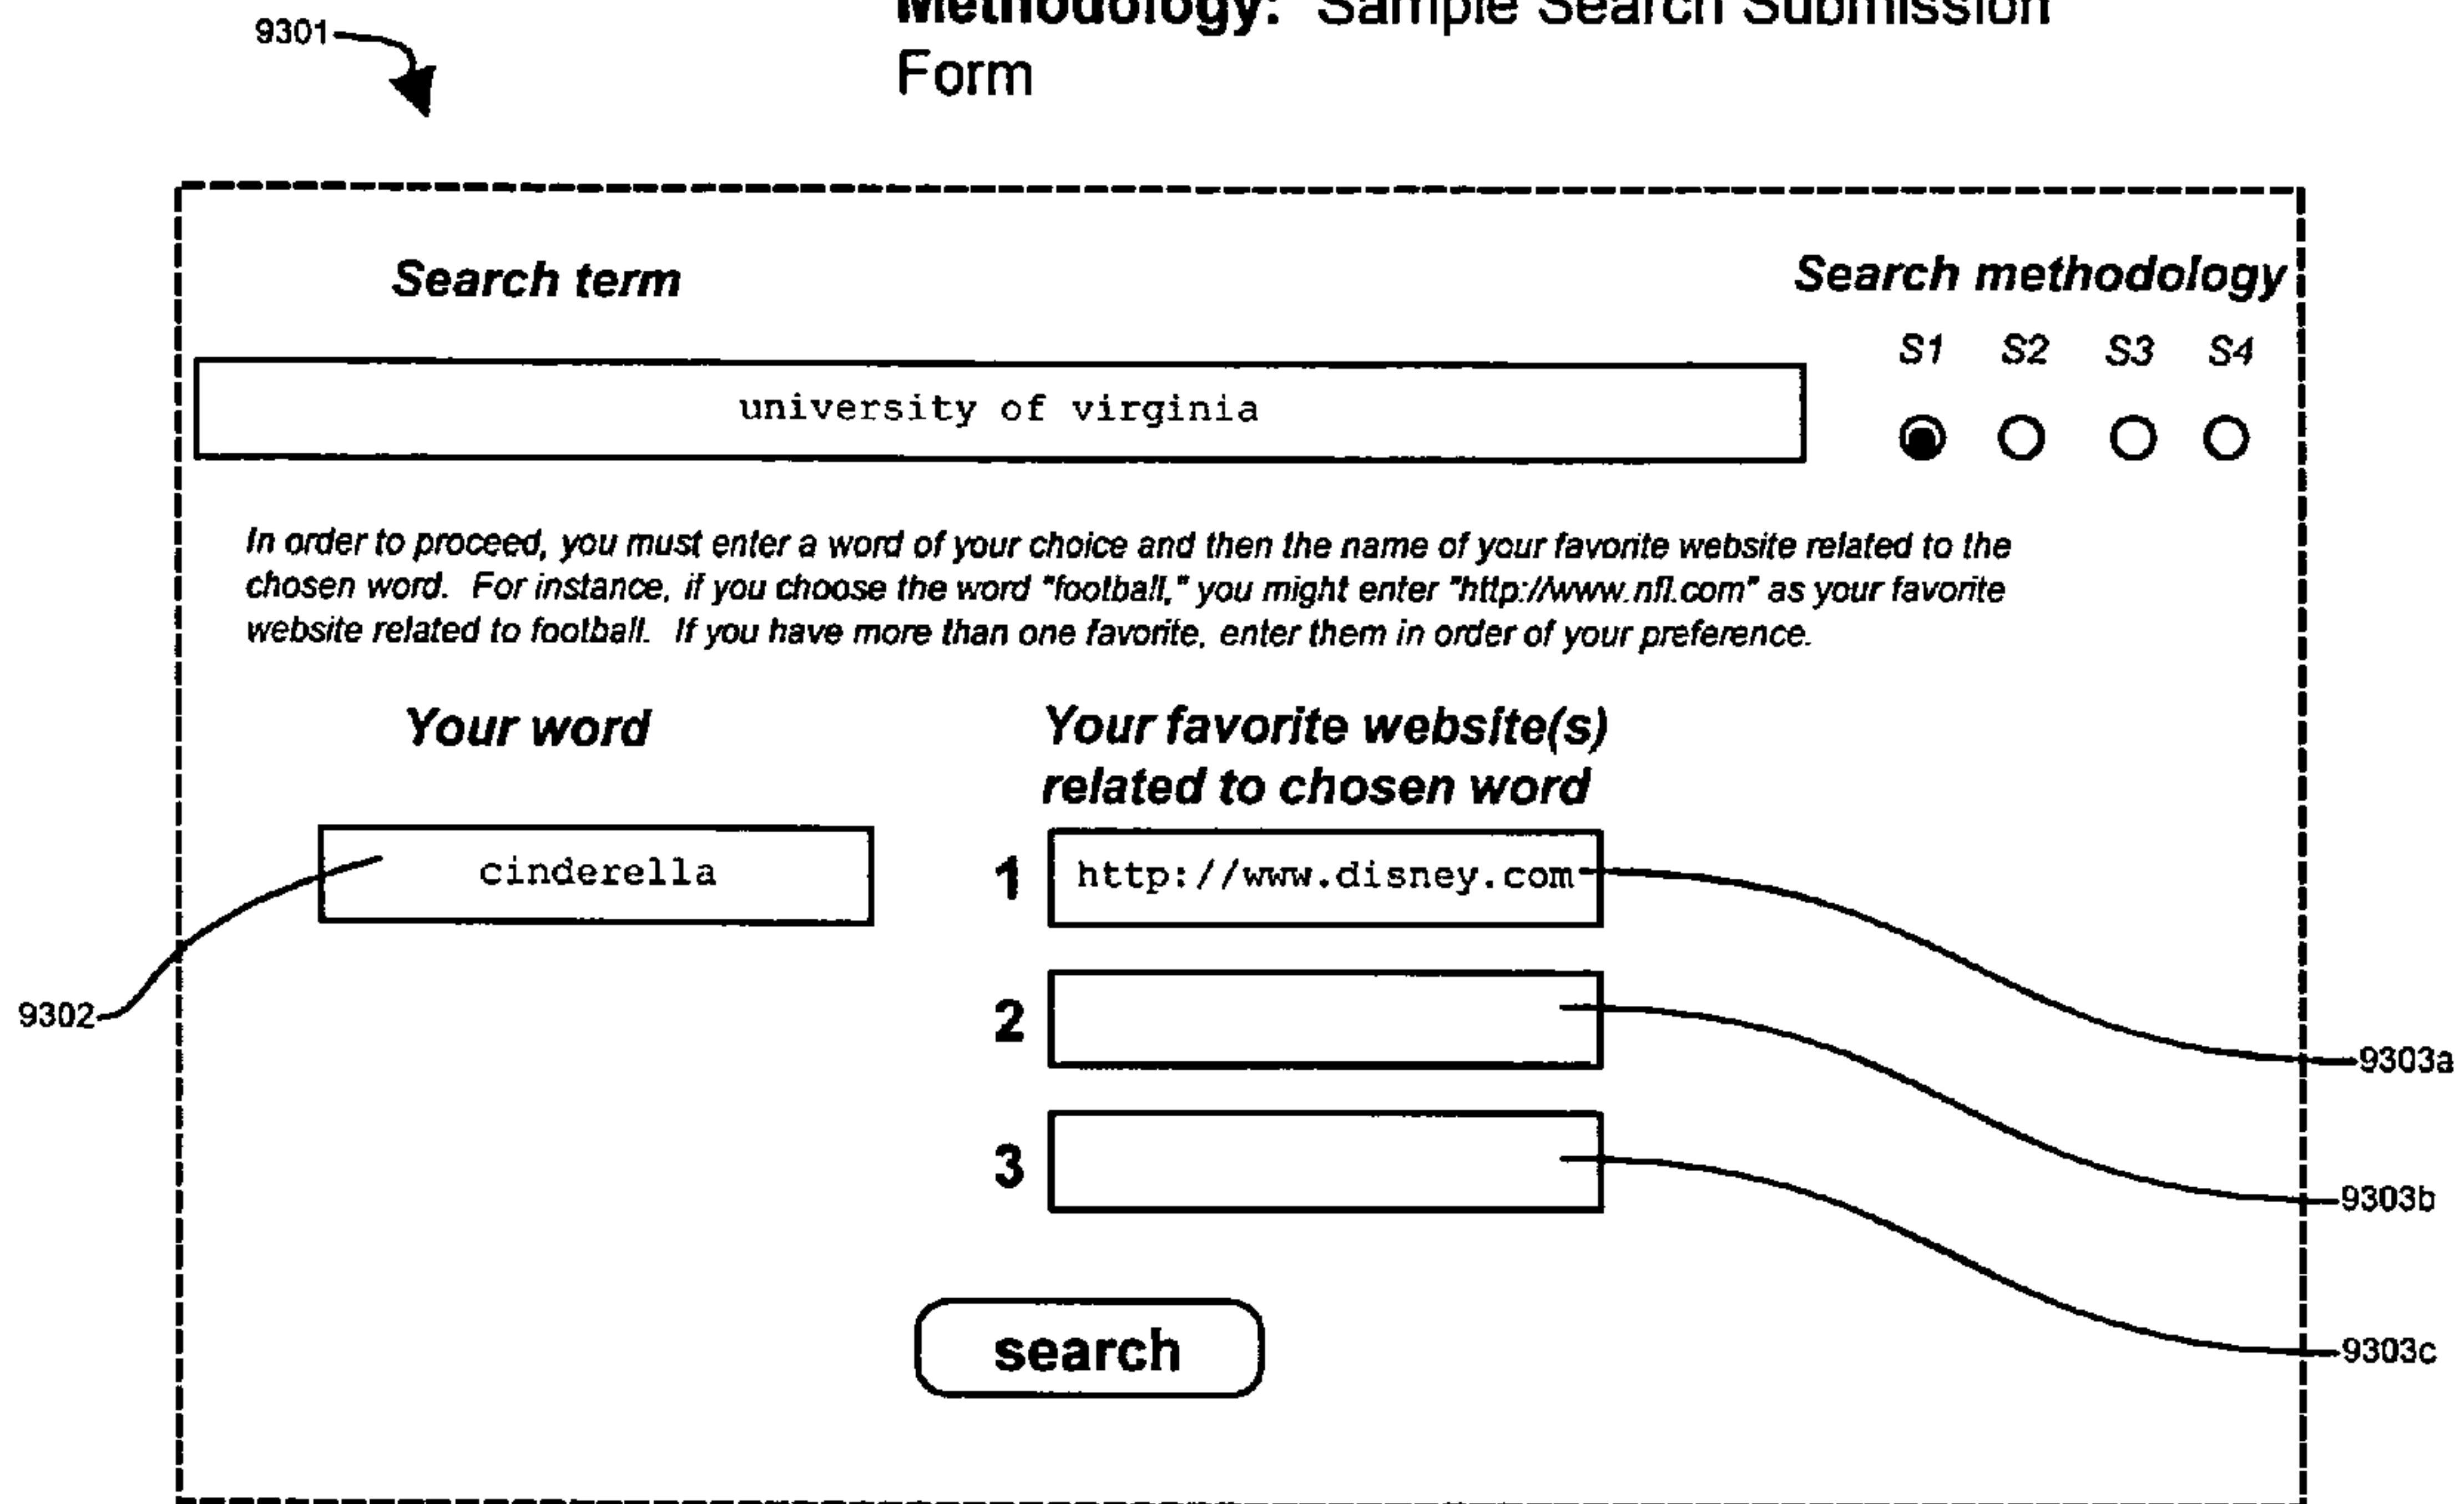 Methodology: Sample Search Submission
Form
9301
Search term
Search methodology
S1 S2 S3 S4
university of virginia
In order to proceed, you must enter a word of your choice and then the name of your favorite website related to the
chosen word. For instance, if you choose the word "football," you might enter "http://www.nfl.com" as your favorite
website related to football. If you have more than one favorite, enter them in order of your preference.
Your word
Your favorite website(s)
related to chosen word
cinderella
1 http://www.disney.com
9302
2
9303a
3
9303b
search
9303c